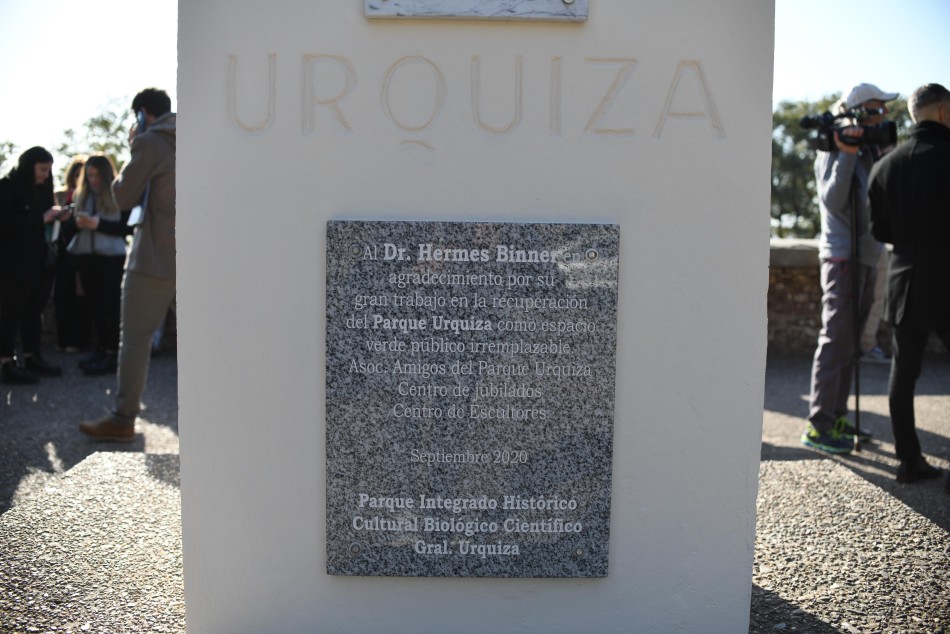 URQUIZA
Al Dr. Hermes Binner en
agradecimiento por su
gran trabajo en la recuperación
del Parque Urquiza como espacio
verde público irremplazable.
Asoc. Amigos del Parque Urquiza
Centro de jubilados
Centro de Escultores
Septiembre 2020
Parque Integrado Histórico
Cultural Biológico Científico
Gral. Urquiza